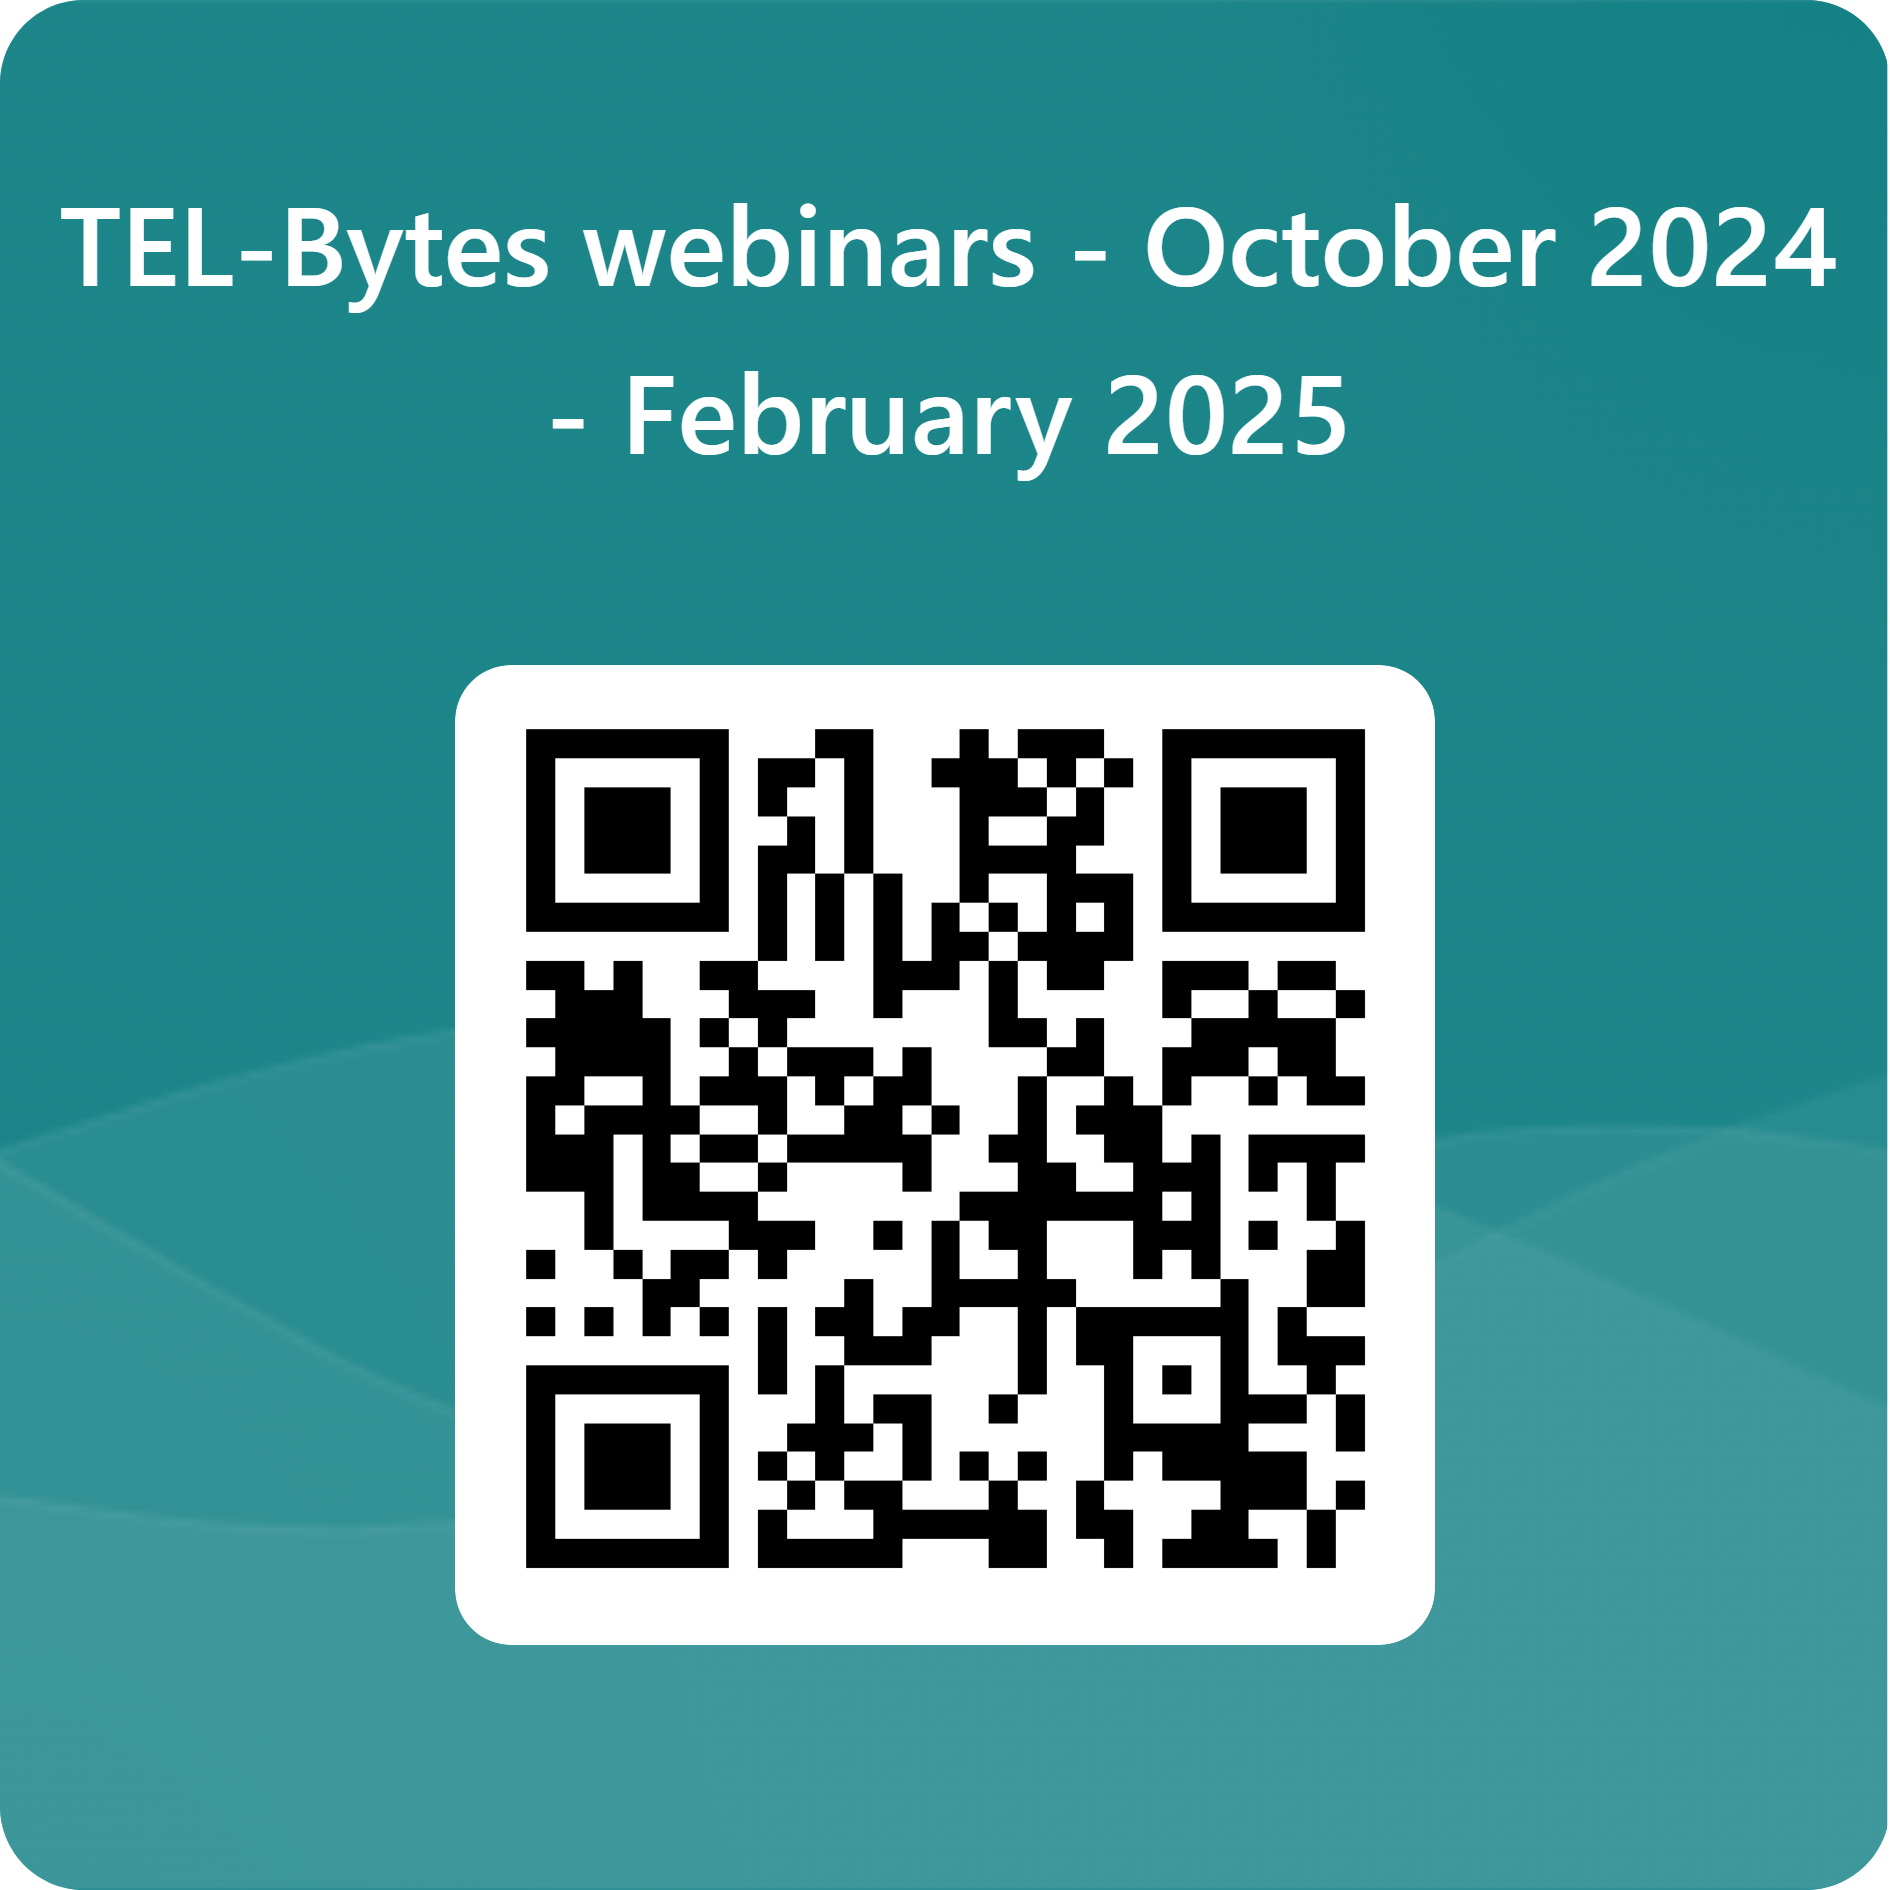 TEL-Bytes webinars - October 2024
- February 2025